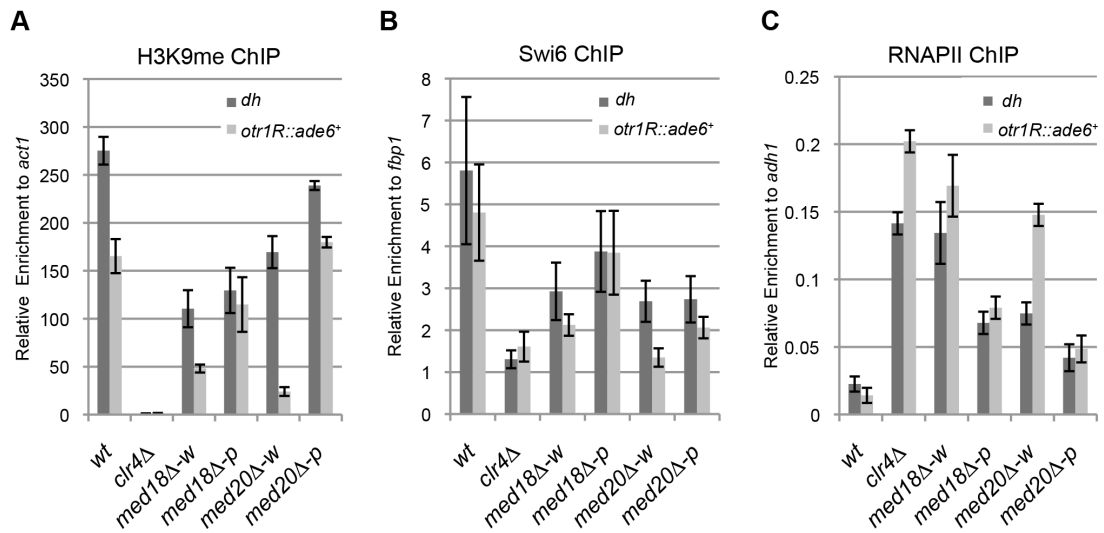 A
H3K9me ChIP
Relative Enrichment to act1
350
300
250
200
150
100
50
0
dh
otr1R::ade6+
wt
clr4Δ
med18Δ-w
med18Δ-p
med20Δ-w
med20Δ-p
B
Swi6 ChIP
Relative Enrichment to fbp1
8
7
6
5
4
3
2
1
0
dh
otr1R::ade6+
wt
clr4Δ
med18Δ-w
med18Δ-p
med20Δ-w
med20Δ-p
C
RNAPII ChIP
Relative Enrichment to adh1
0.25
0.2
0.15
0.1
0.05
0
dh
otr1R::ade6+
wt
clr4Δ
med18Δ-w
med18Δ-p
med20Δ-w
med20Δ-p